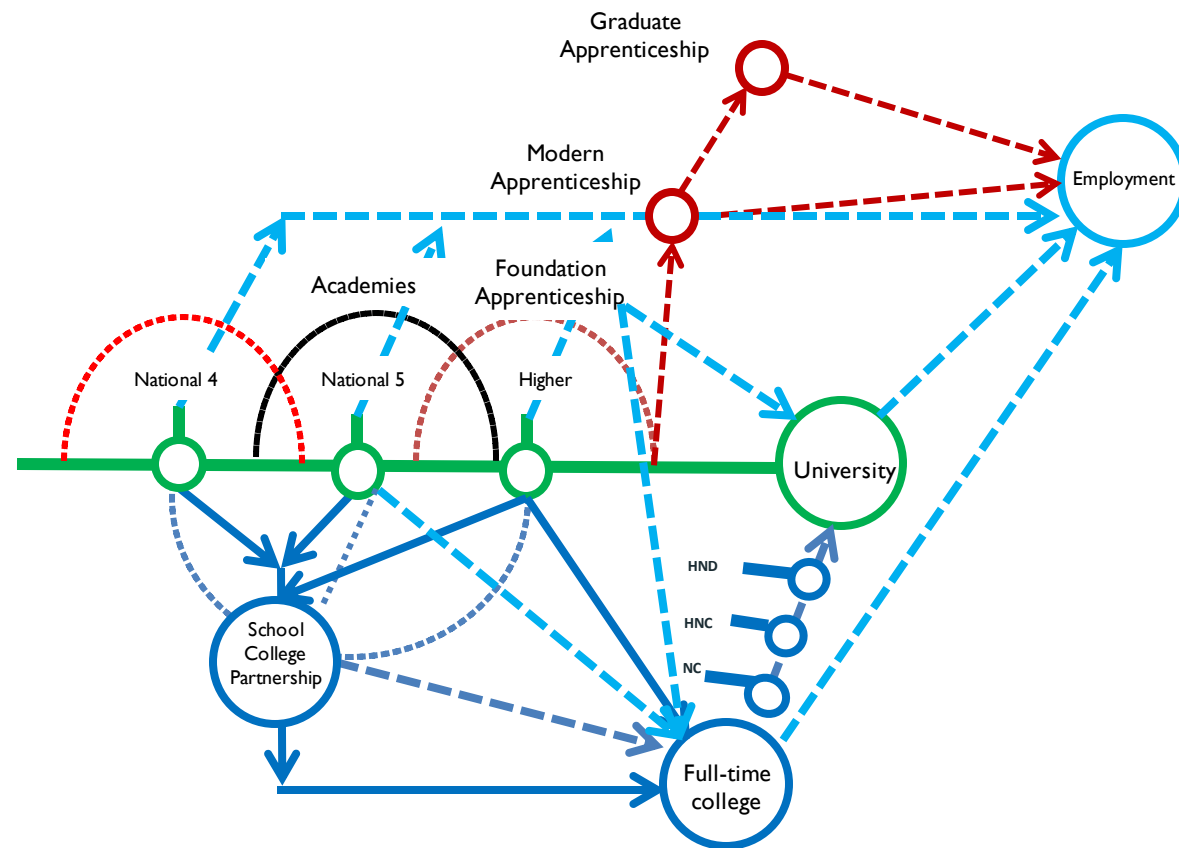 Graduate
Apprenticeship
Modern
Apprenticeship
Employment
Foundation
Apprenticeship
Academies
National 4
National 5
Higher
University
HND
HNC
NC
School
College
Partnership
Full-time
college